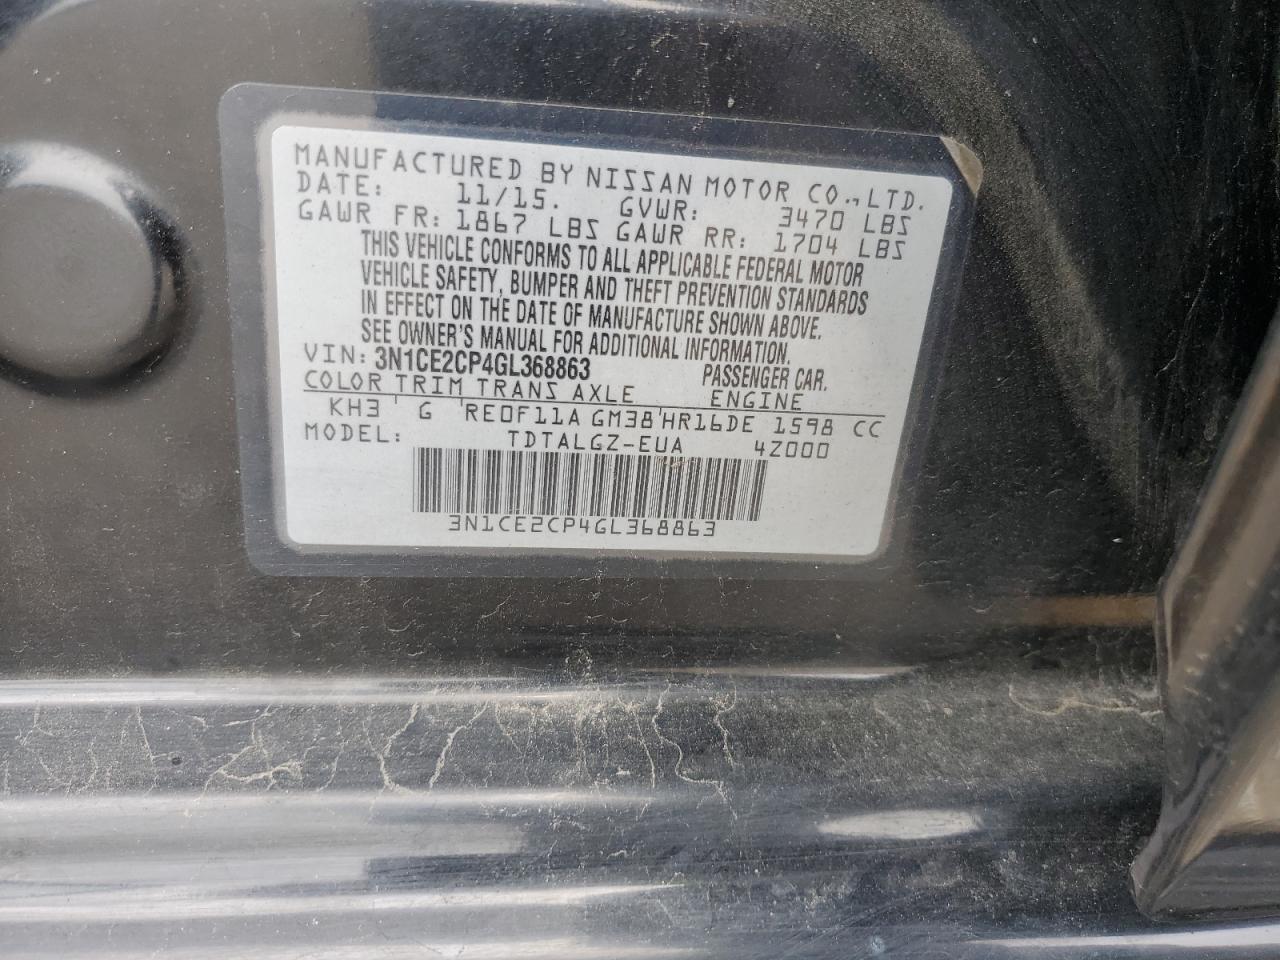 MANUFACTURED BY NISSAN MOTOR CO., LTD.
DATE: 11/15. GVWR: 3470 LBS
GAWR FR: 1867 LBS GAWR RR: 1704 LBS
THIS VEHICLE CONFORMS TO ALL APPLICABLE FEDERAL MOTOR
VEHICLE SAFETY, BUMPER AND THEFT PREVENTION STANDARDS
IN EFFECT ON THE DATE OF MANUFACTURE SHOWN ABOVE.
SEE OWNER'S MANUAL FOR ADDITIONAL INFORMATION.
VIN: 3N1CE2CP4GL368863 PASSENGER CAR.
COLOR TRIM TRANS AXLE ENGINE
KH3 ' G 'RE0F11A GM38'HR16DE 1598 CC
MODEL: TDTALGZ-EUA 4Z000
3N1CE2CP4GL368863